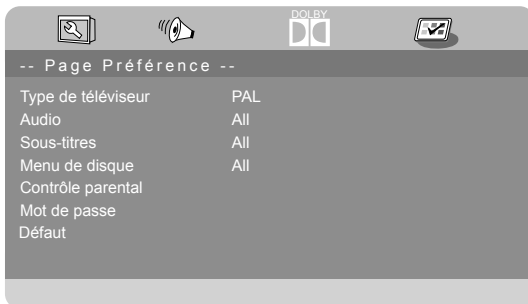 DOLBY
-- Page Préférence --
Type de téléviseur PAL
Audio All
Sous-titres All
Menu de disque All
Contrôle parental
Mot de passe
Défaut